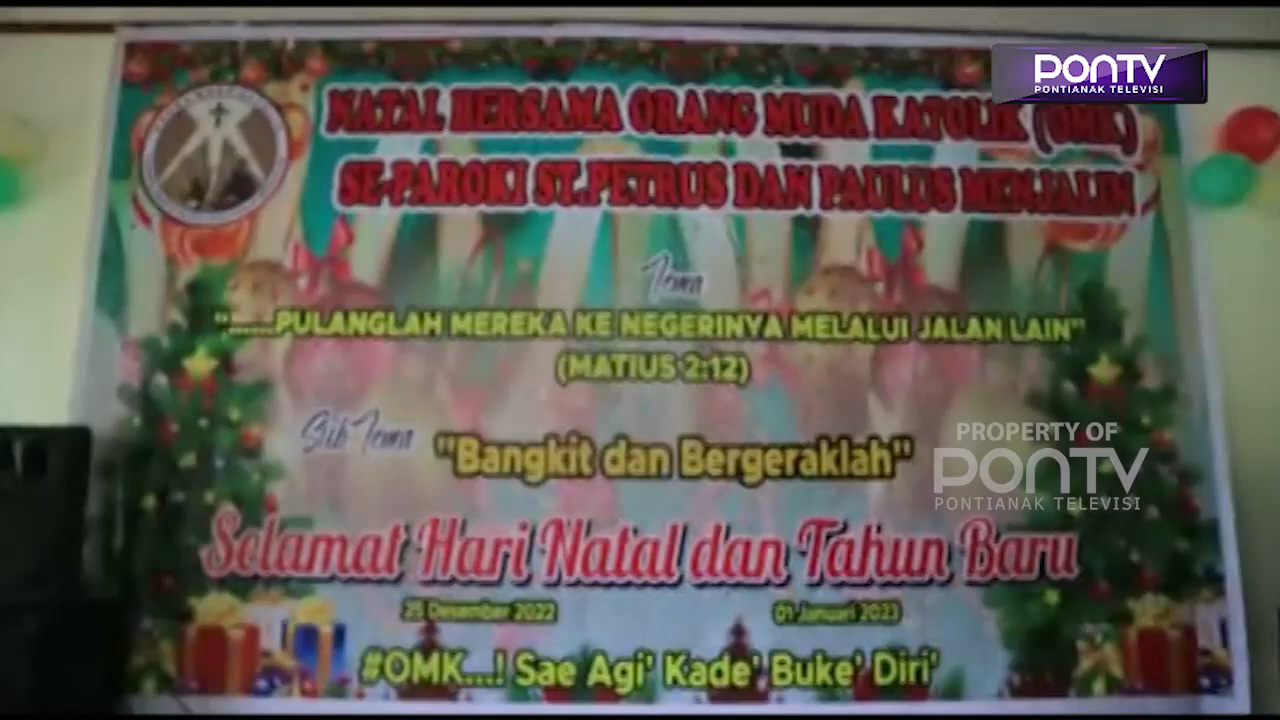 PONTV
PONTIANAK TELEVISI
NATAL BERSAMA ORANG MUDA KATOLIK (OMK)
SE-PAROKI ST.PETRUS DAN PAULUS MENJALIN
Tema
"......PULANGLAH MEREKA KE NEGERINYA MELALUI JALAN LAIN"
(MATIUS 2:12)
Sub Tema
"Bangkit dan Bergeraklah"
PROPERTY OF
PONTV
PONTIANAK TELEVISI
Selamat Hari Natal dan Tahun Baru
25 Desember 2022
01 Januari 2023
#OMK...! Sae Agi' Kade' Buke' Diri'